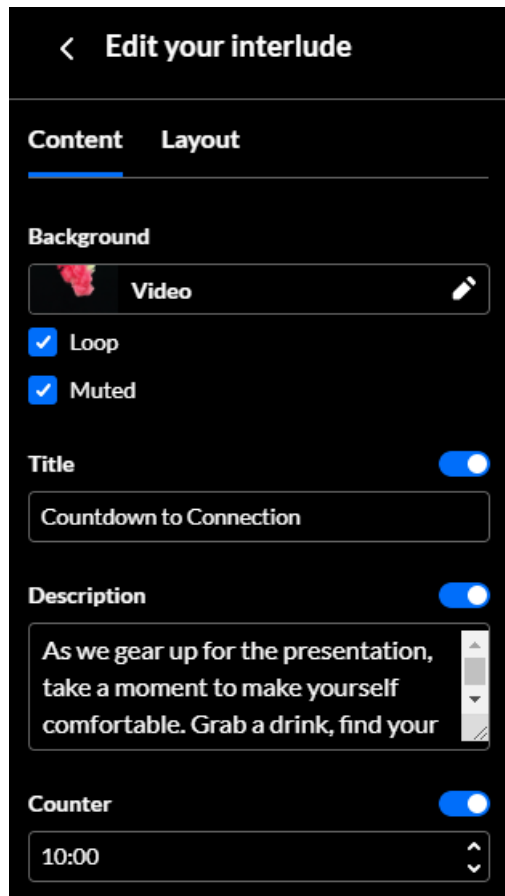 Edit your interlude
Content Layout
Background
Video
Loop
Muted
Title
Countdown to Connection
Description
As we gear up for the presentation,
take a moment to make yourself
comfortable. Grab a drink, find your
Counter
10:00